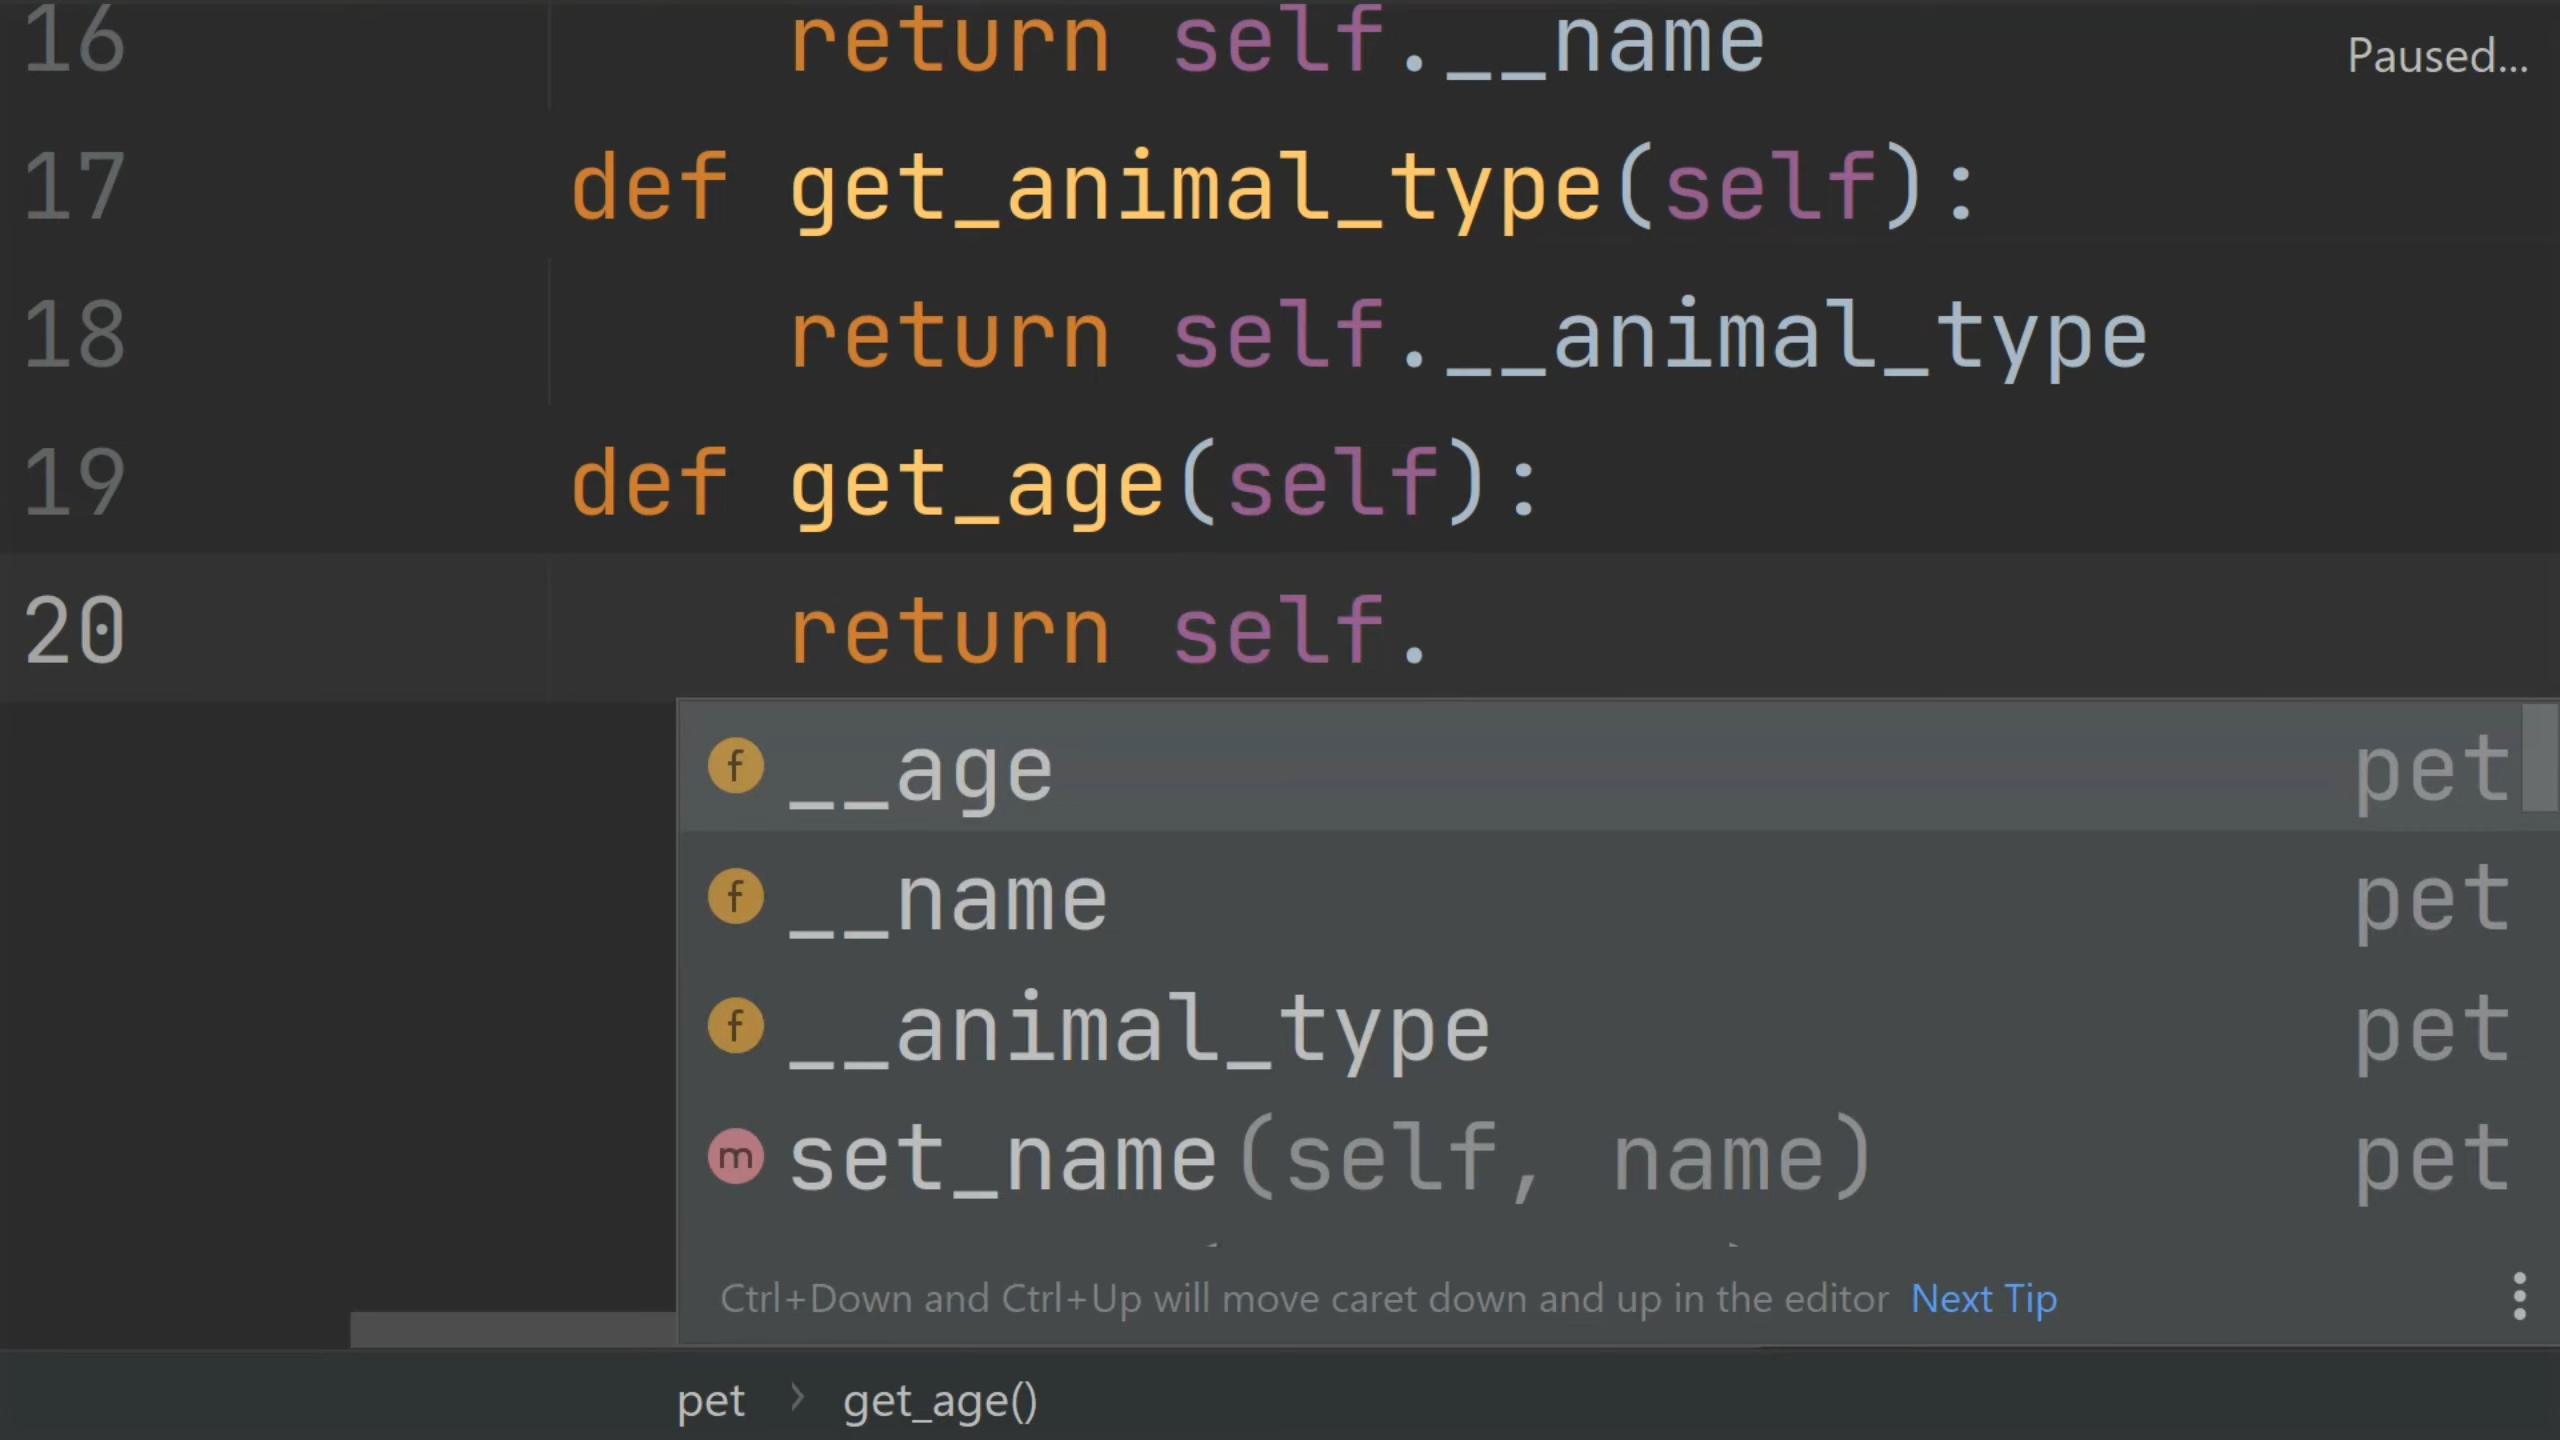 16 return self.__name
Paused...
17 def get_animal_type(self):
18 return self.__animal_type
19 def get_age(self):
20 return self.
f __age pet
f __name pet
f __animal_type pet
m set_name(self, name) pet
Ctrl+Down and Ctrl+Up will move caret down and up in the editor Next Tip
pet > get_age()